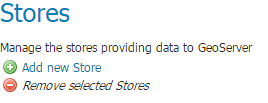 Stores
Manage the stores providing data to GeoServer
Add new Store
Remove selected Stores